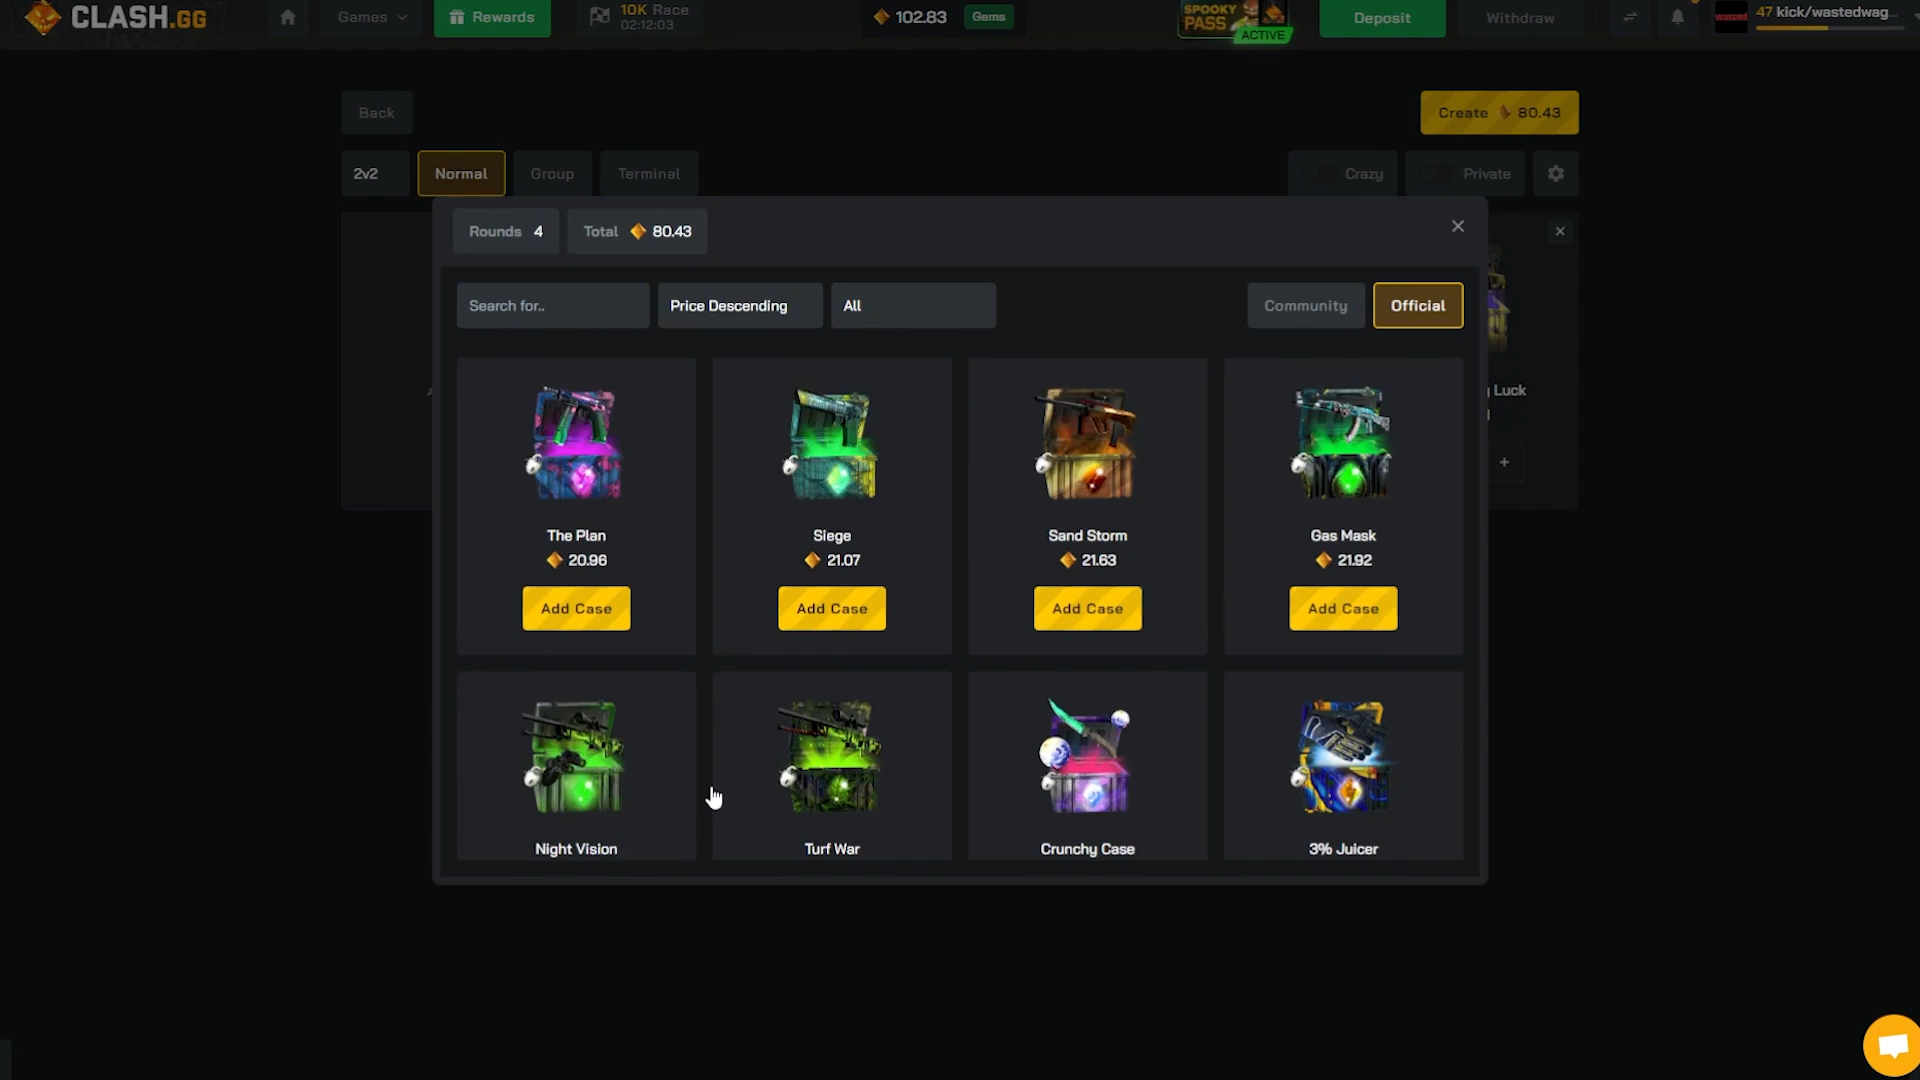 CLASH.GG
Games
Rewards
10K Race
02:12:03
102.83
Gems
SPOOKY
PASS
ACTIVE
Deposit
Withdraw
wasted
47 kick/wastedwag...
Back
Create 80.43
2v2
Normal
Group
Terminal
Crazy
Private
Rounds 4
Total 80.43
Search for..
Price Descending
All
Community
Official
Luck
The Plan
20.96
Add Case
Siege
21.07
Add Case
Sand Storm
21.63
Add Case
Gas Mask
21.92
Add Case
Night Vision
Turf War
Crunchy Case
3% Juicer